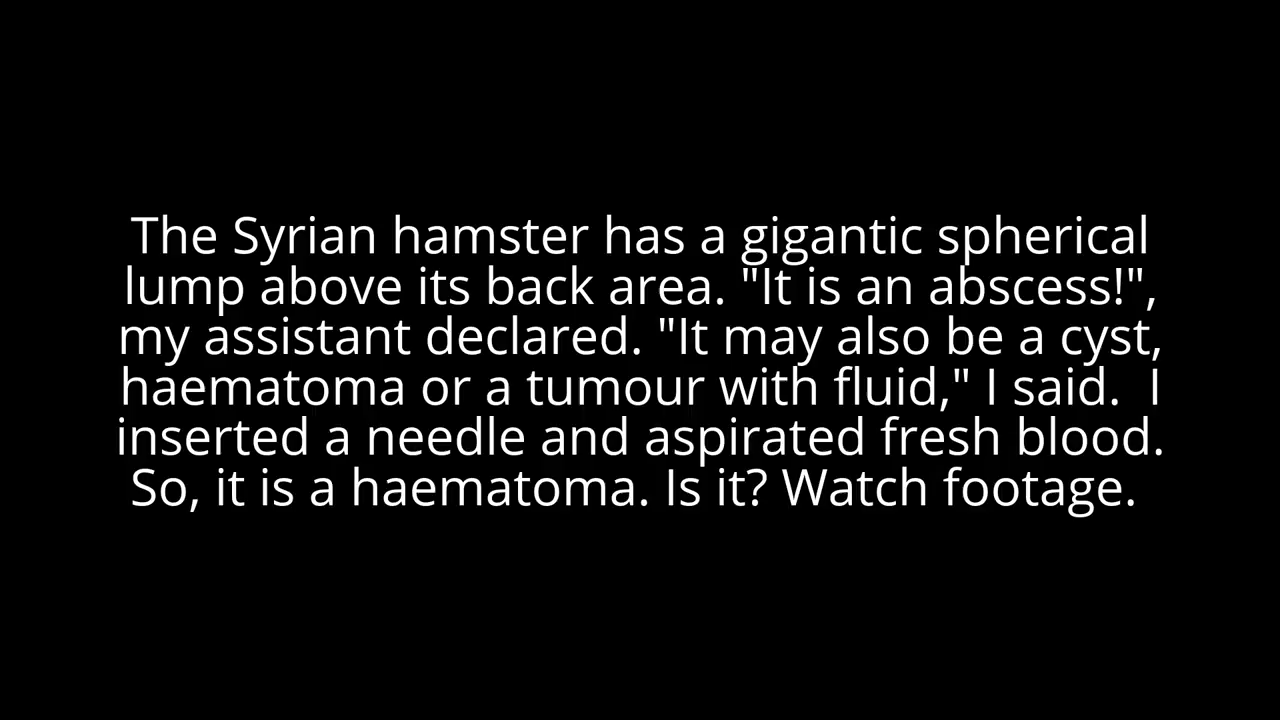 The Syrian hamster has a gigantic spherical
lump above its back area. "It is an abscess!",
my assistant declared. "It may also be a cyst,
haematoma or a tumour with fluid," I said.  I
inserted a needle and aspirated fresh blood.
So, it is a haematoma. Is it? Watch footage.